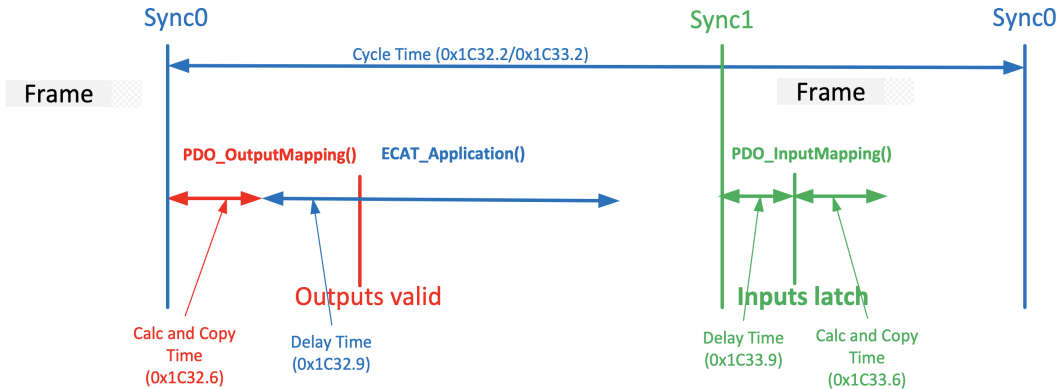 Sync0
Sync1
Sync0
Cycle Time (0x1C32.2/0x1C33.2)
Frame
Frame
PDO_OutputMapping()
ECAT_Application()
PDO_InputMapping()
Outputs valid
Inputs latch
Calc and Copy
Time
(0x1C32.6)
Delay Time
(0x1C32.9)
Delay Time
(0x1C33.9)
Calc and Copy
Time
(0x1C33.6)